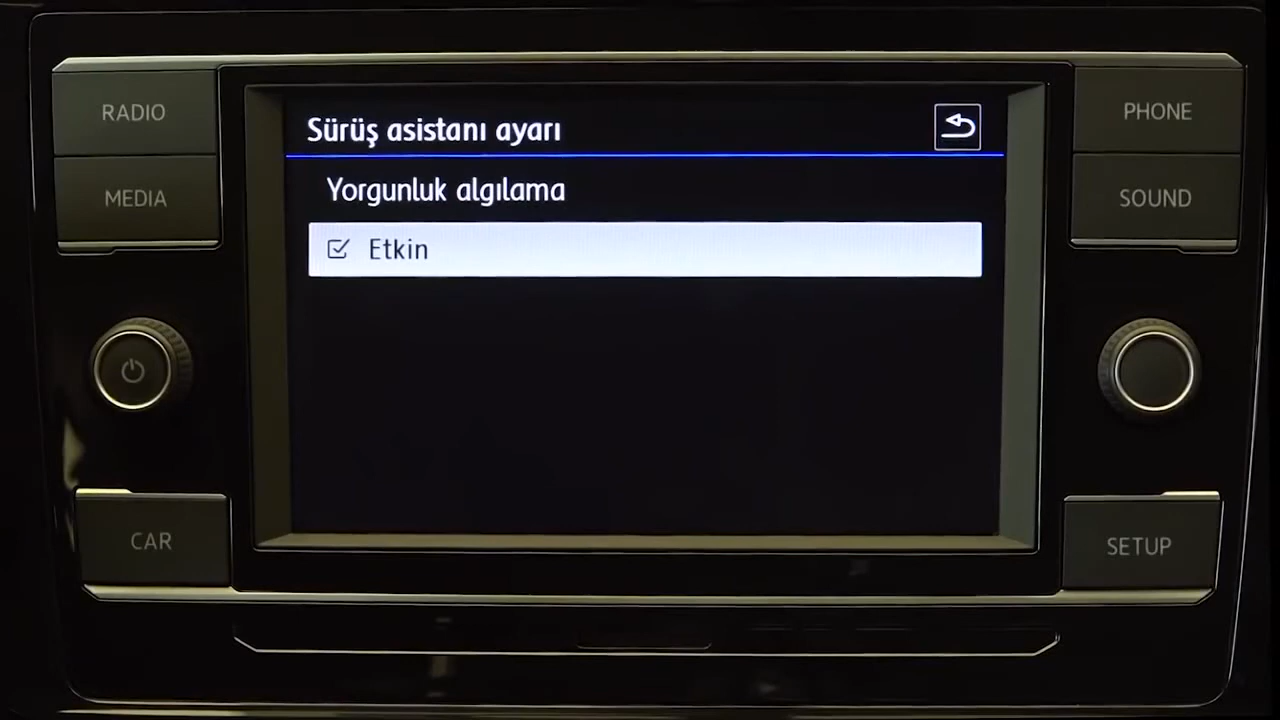 RADIO
MEDIA
CAR
Sürüş asistanı ayarı
Yorgunluk algılama
Etkin
PHONE
SOUND
SETUP